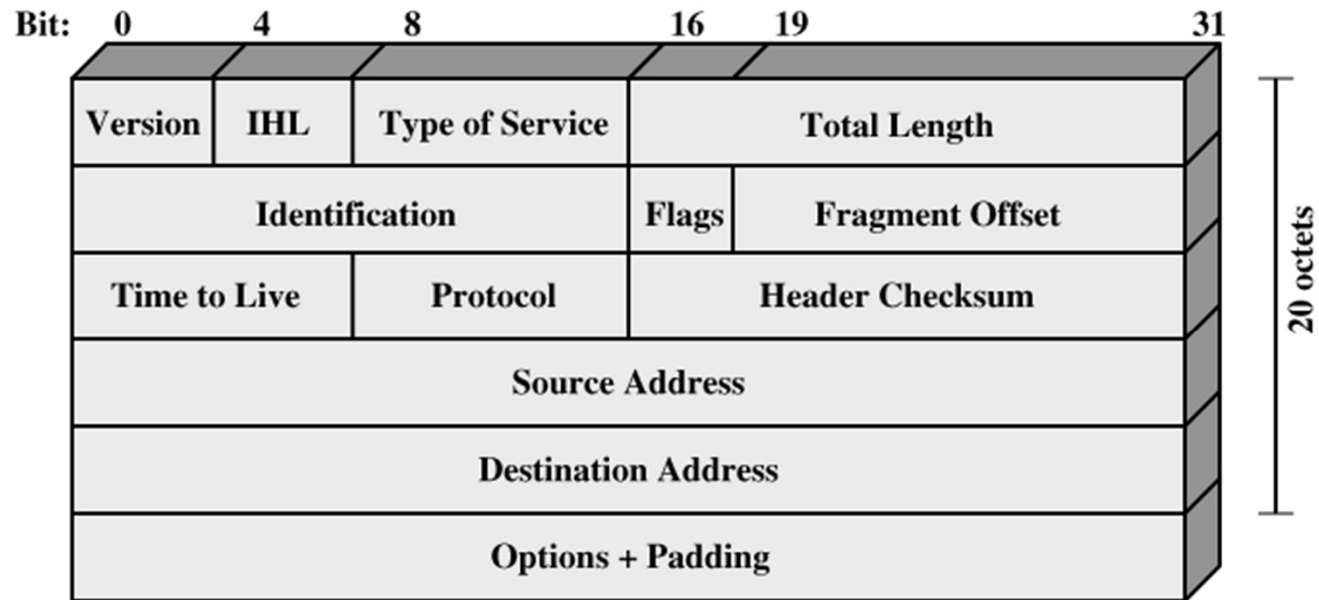 Bit: 0 4 8 16 19 31
Version IHL Type of Service Total Length
Identification Flags Fragment Offset
Time to Live Protocol Header Checksum
Source Address
Destination Address
Options + Padding
20 octets